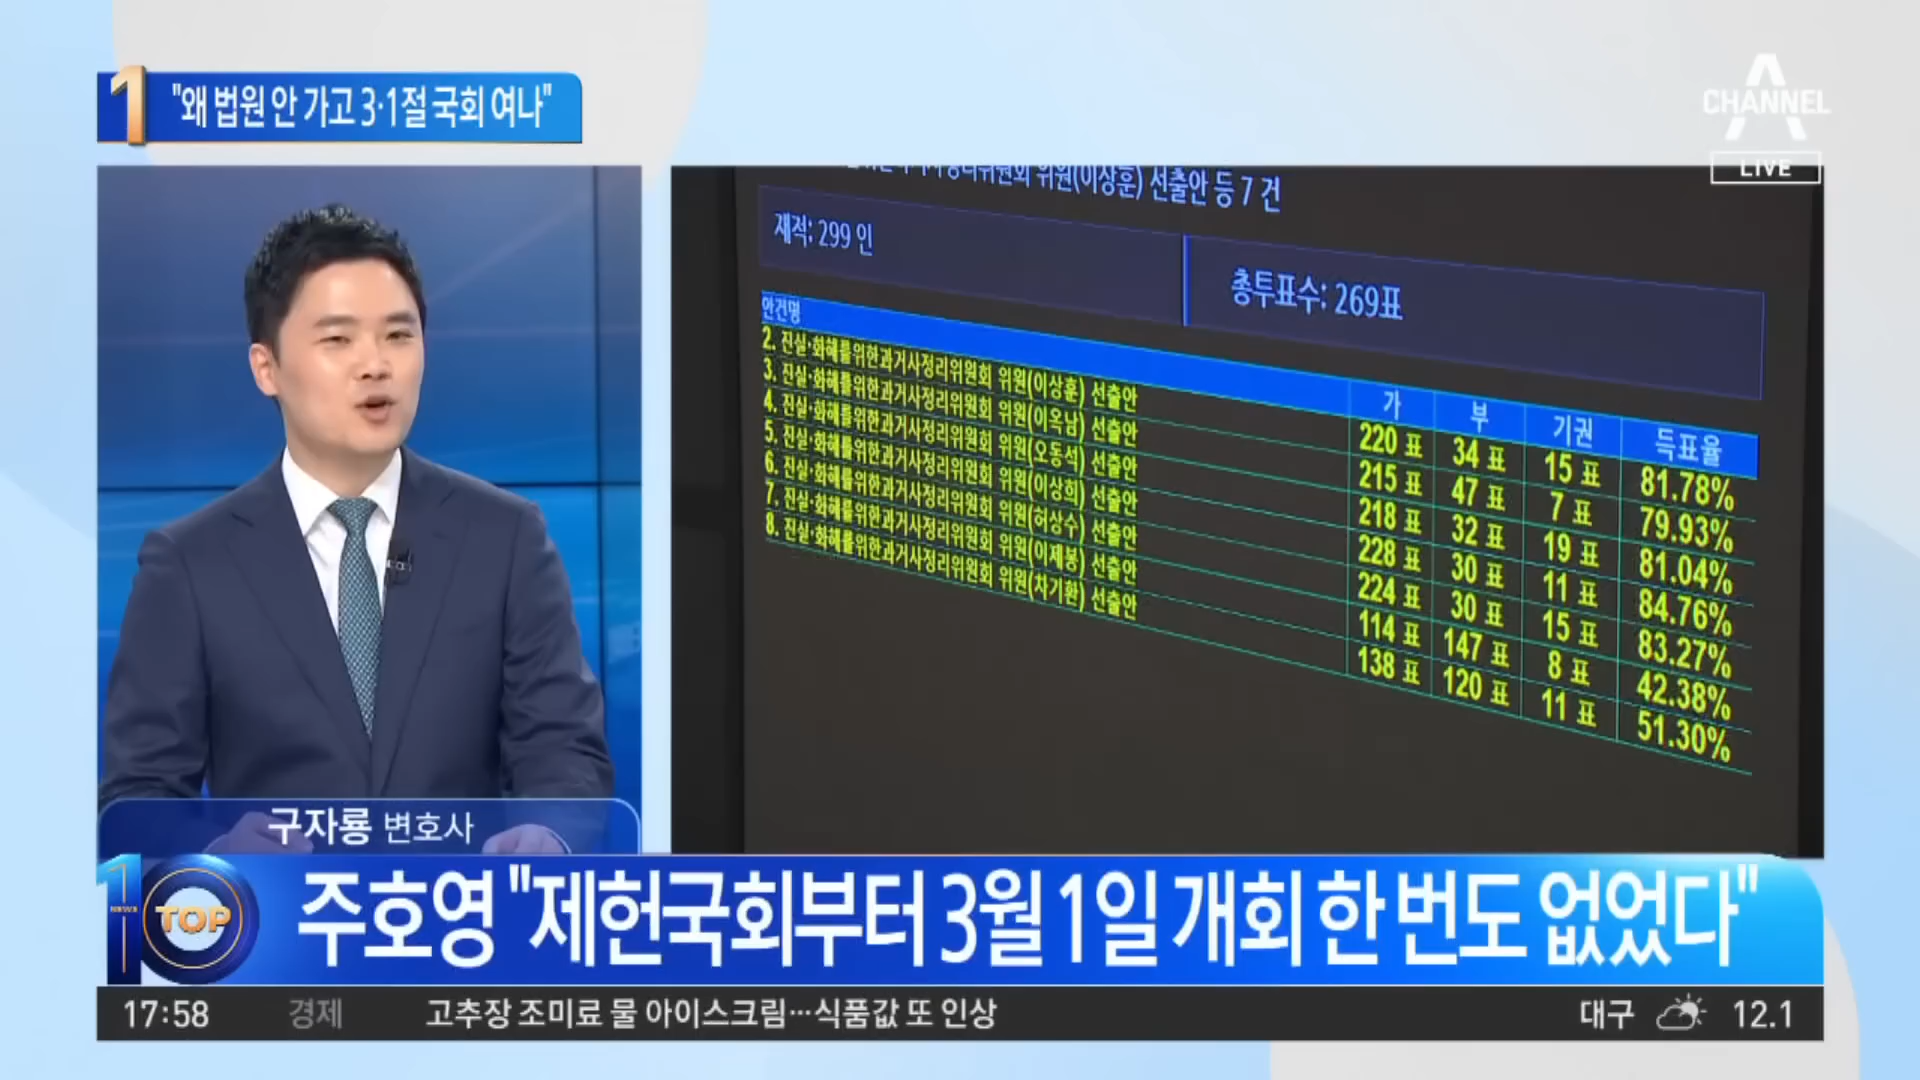 1 "왜 법원 안 가고 3·1절 국회 여나"
CHANNEL A
LIVE
위원(이상훈) 선출안 등 7 건
재적: 299 인
총투표수: 269표
안건명 가 부 기권 득표율
2. 진실·화해를위한과거사정리위원회 위원(이상훈) 선출안 220 표 34 표 15 표 81.78%
3. 진실·화해를위한과거사정리위원회 위원(이옥남) 선출안 215 표 47 표 7 표 79.93%
4. 진실·화해를위한과거사정리위원회 위원(오동석) 선출안 218 표 32 표 19 표 81.04%
5. 진실·화해를위한과거사정리위원회 위원(이상희) 선출안 228 표 30 표 11 표 84.76%
6. 진실·화해를위한과거사정리위원회 위원(허상수) 선출안 224 표 30 표 15 표 83.27%
7. 진실·화해를위한과거사정리위원회 위원(이제봉) 선출안 114 표 147 표 8 표 42.38%
8. 진실·화해를위한과거사정리위원회 위원(차기환) 선출안 138 표 120 표 11 표 51.30%
구자룡 변호사
NEWS TOP 10
주호영 "제헌국회부터 3월 1일 개회 한 번도 없었다"
17:58 경제 고추장 조미료 물 아이스크림…식품값 또 인상 대구 12.1